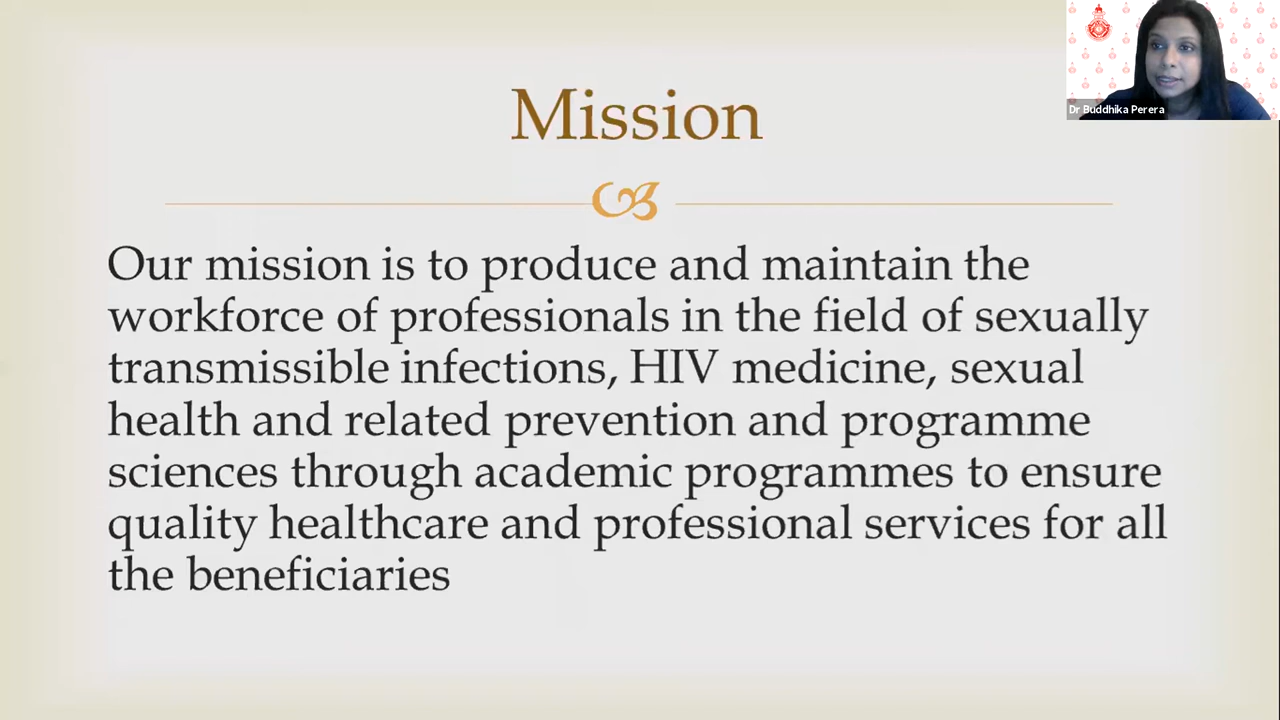 Dr Buddhika Perera
Mission
Our mission is to produce and maintain the
workforce of professionals in the field of sexually
transmissible infections, HIV medicine, sexual
health and related prevention and programme
sciences through academic programmes to ensure
quality healthcare and professional services for all
the beneficiaries